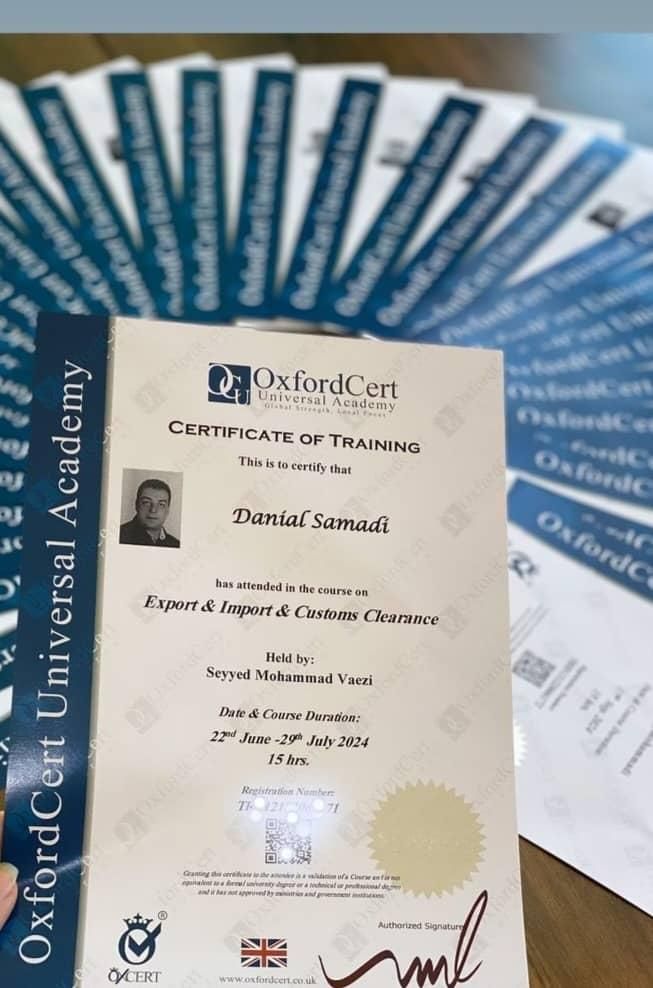 OxfordCert Universal Academy
OCU OxfordCert
Universal Academy
Global Strength, Local Focus
CERTIFICATE OF TRAINING
This is to certify that
Danial Samadi
has attended in the course on
Export & Import & Customs Clearance
Held by:
Seyyed Mohammad Vaezi
Date & Course Duration:
22nd June -29th July 2024
15 hrs.
Registration Number:
Granting this certificate to the attendee is a validation of a Course and is not
equivalent to a formal university degree or a technical or professional degree
and it has not approved by ministries and government institutions.
Authorized Signature
®
OXCERT
www.oxfordcert.co.uk